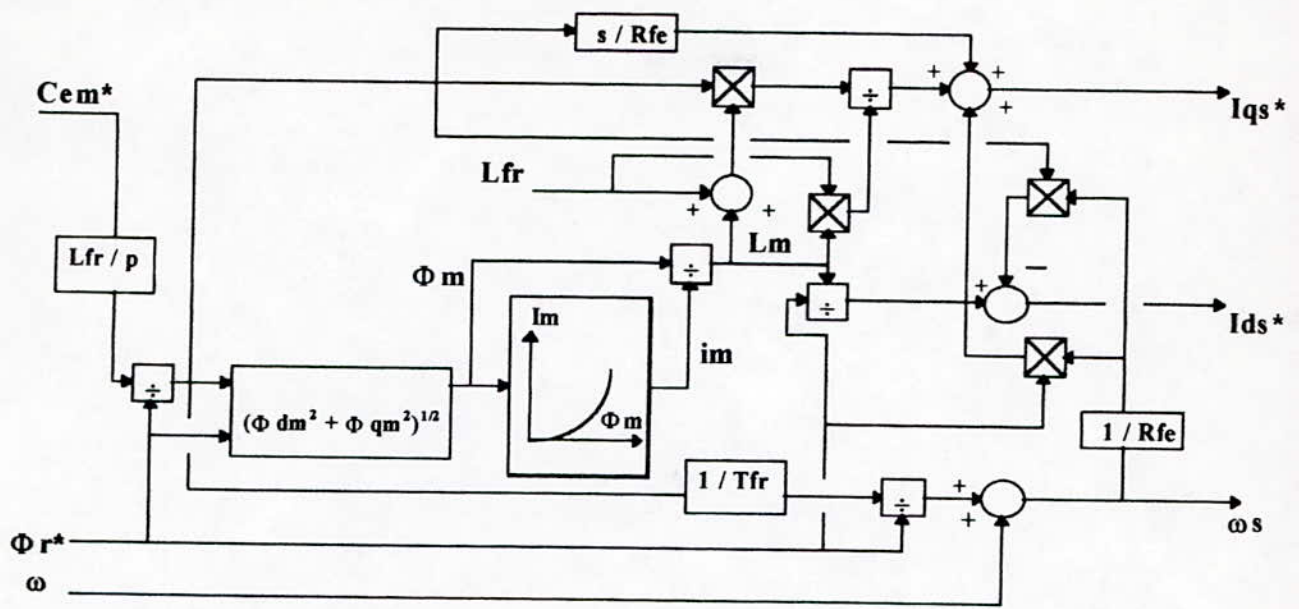 s / Rfe
+ + +
Cem*
÷
Iqs*
+
Lfr
+ +
Lfr / p
Lm
Φ m
÷
−
+
÷
Ids*
Im
im
÷
(Φ dm² + Φ qm²)¹/²
Φ m
1 / Rfe
1 / Tfr
÷
+
+
ωs
Φ r*
ω